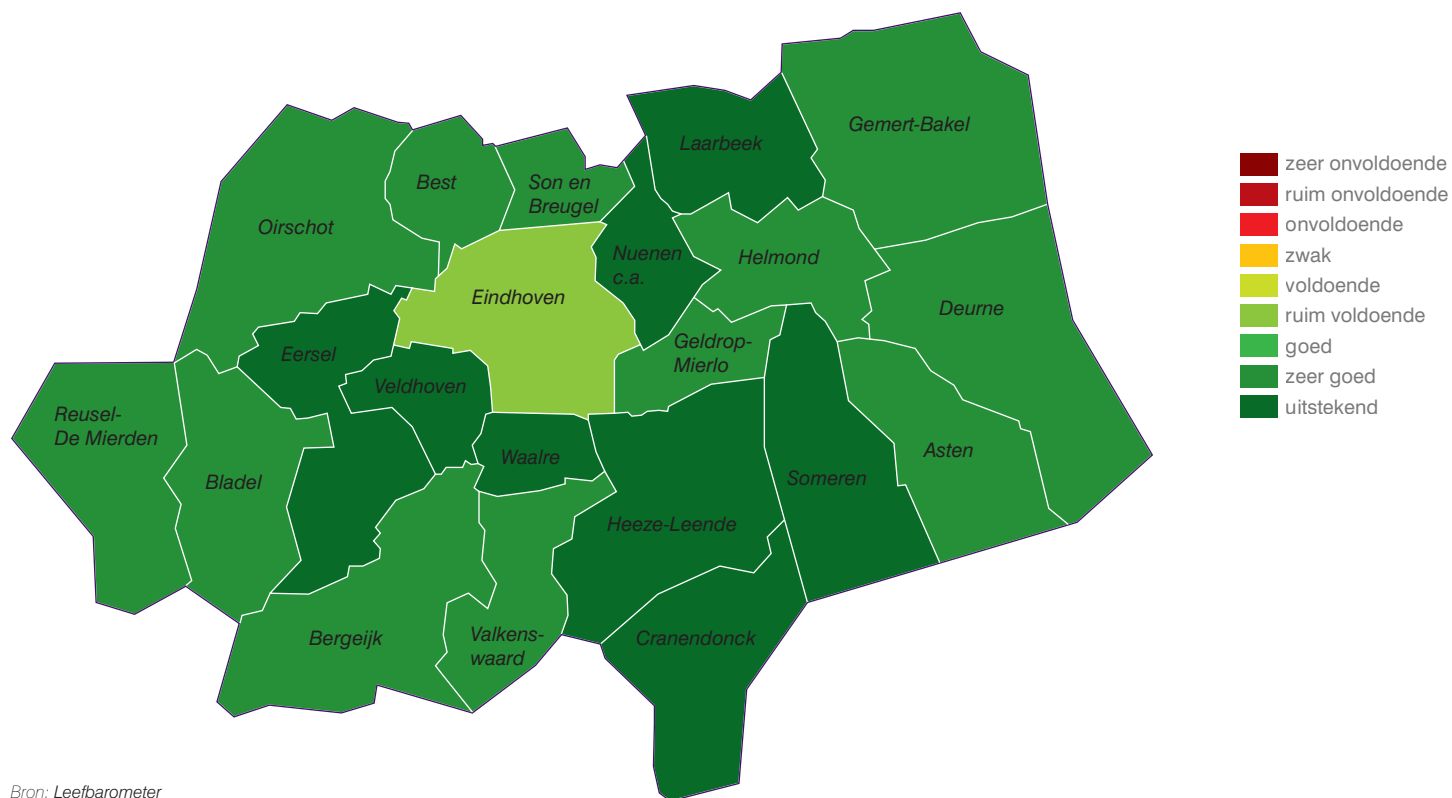 Gemert-Bakel
Laarbeek
Best
Son en
Breugel
Oirschot
Nuenen
c.a.
Helmond
Eindhoven
Deurne
Geldrop-
Mierlo
Eersel
Veldhoven
Reusel-
De Mierden
Bladel
Waalre
Asten
Someren
Heeze-Leende
Bergeijk
Valkens-
waard
Cranendonck
zeer onvoldoende
ruim onvoldoende
onvoldoende
zwak
voldoende
ruim voldoende
goed
zeer goed
uitstekend
Bron: Leefbarometer